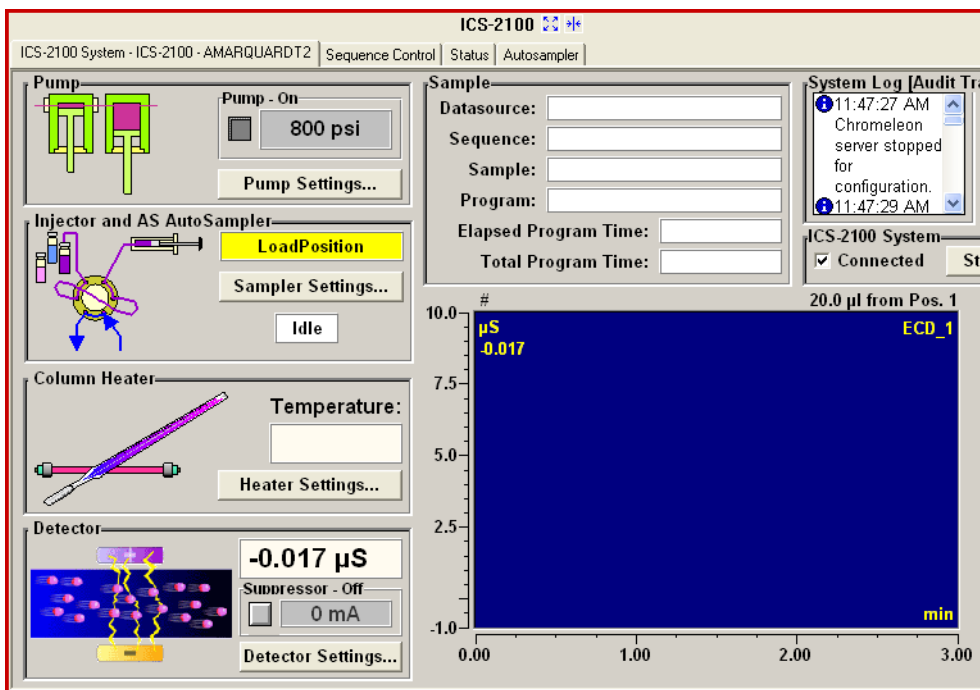 ICS-2100
ICS-2100 System - ICS-2100 - AMARQUARDT2
Sequence Control
Status
Autosampler
Pump
Pump - On
800 psi
Pump Settings...
Injector and AS AutoSampler
LoadPosition
Sampler Settings...
Idle
Column Heater
Temperature:
Heater Settings...
Detector
-0.017 µS
Suppressor - Off
0 mA
Detector Settings...
Sample
Datasource:
Sequence:
Sample:
Program:
Elapsed Program Time:
Total Program Time:
System Log [Audit Tra
11:47:27 AM
Chromeleon
server stopped
for
configuration.
11:47:29 AM
ICS-2100 System
Connected
St
#
20.0 µl from Pos. 1
10.0
7.5
5.0
2.5
-1.0
µS
-0.017
ECD_1
min
0.00
1.00
2.00
3.00